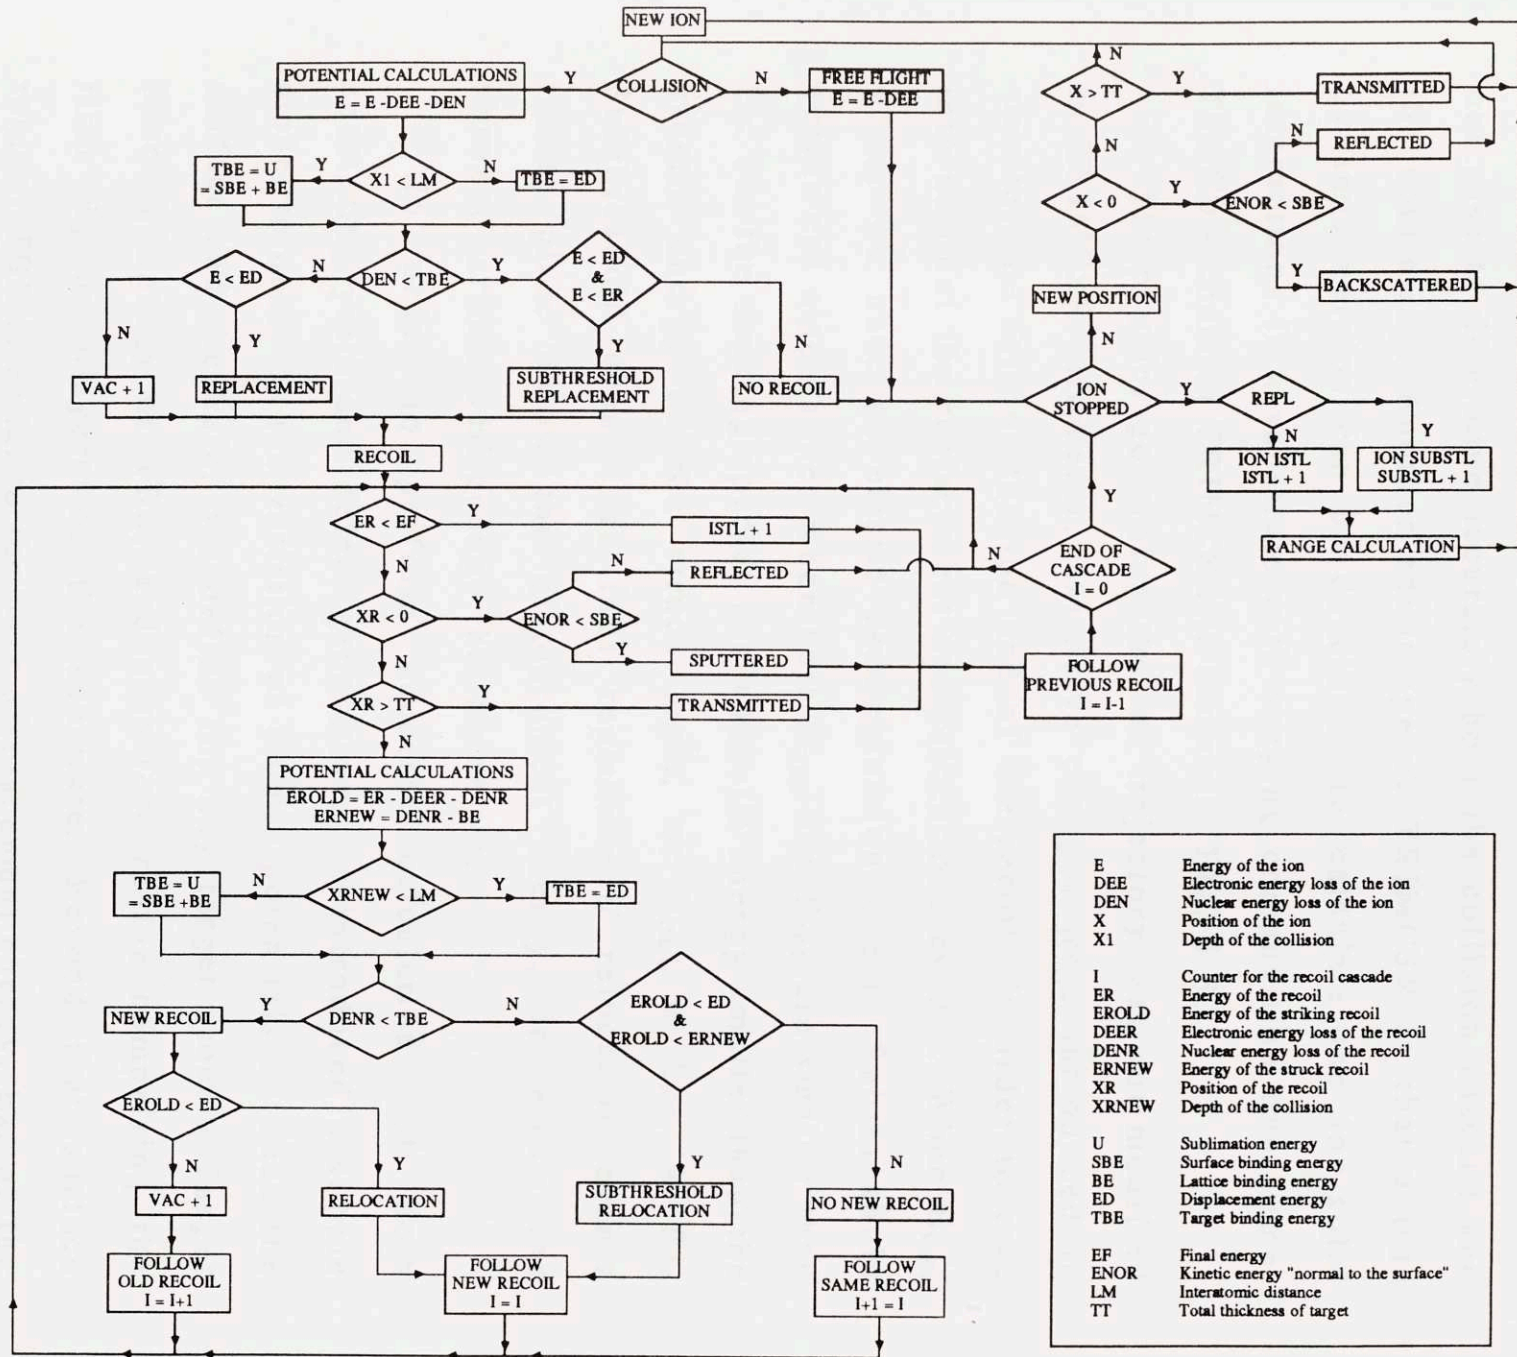 NEW ION
POTENTIAL CALCULATIONS
E = E -DEE -DEN
Y
COLLISION
N
FREE FLIGHT
E = E -DEE
N
X > TT
Y
TRANSMITTED
TBE = U
= SBE + BE
Y
X1 < LM
N
TBE = ED
N
X < 0
Y
ENOR < SBE
N
REFLECTED
Y
BACKSCATTERED
E < ED
N
DEN < TBE
Y
E < ED
&
E < ER
NEW POSITION
N
Y
Y
N
N
VAC + 1
REPLACEMENT
SUBTHRESHOLD
REPLACEMENT
NO RECOIL
ION
STOPPED
Y
REPL
N
Y
ION ISTL
ISTL + 1
ION SUBSTL
SUBSTL + 1
RANGE CALCULATION
RECOIL
ER < EF
Y
ISTL + 1
Y
N
END OF
CASCADE
I = 0
N
N
REFLECTED
XR < 0
Y
ENOR < SBE
Y
SPUTTERED
FOLLOW
PREVIOUS RECOIL
I = I-1
N
XR > TT
Y
TRANSMITTED
N
POTENTIAL CALCULATIONS
EROLD = ER - DEER - DENR
ERNEW = DENR - BE
TBE = U
= SBE +BE
N
XRNEW < LM
Y
TBE = ED
NEW RECOIL
Y
DENR < TBE
N
EROLD < ED
&
EROLD < ERNEW
EROLD < ED
N
Y
Y
N
VAC + 1
RELOCATION
SUBTHRESHOLD
RELOCATION
NO NEW RECOIL
FOLLOW
OLD RECOIL
I = I+1
FOLLOW
NEW RECOIL
I = I
FOLLOW
SAME RECOIL
I+1 = I
E Energy of the ion
DEE Electronic energy loss of the ion
DEN Nuclear energy loss of the ion
X Position of the ion
X1 Depth of the collision
I Counter for the recoil cascade
ER Energy of the recoil
EROLD Energy of the striking recoil
DEER Electronic energy loss of the recoil
DENR Nuclear energy loss of the recoil
ERNEW Energy of the struck recoil
XR Position of the recoil
XRNEW Depth of the collision
U Sublimation energy
SBE Surface binding energy
BE Lattice binding energy
ED Displacement energy
TBE Target binding energy
EF Final energy
ENOR Kinetic energy "normal to the surface"
LM Interatomic distance
TT Total thickness of target